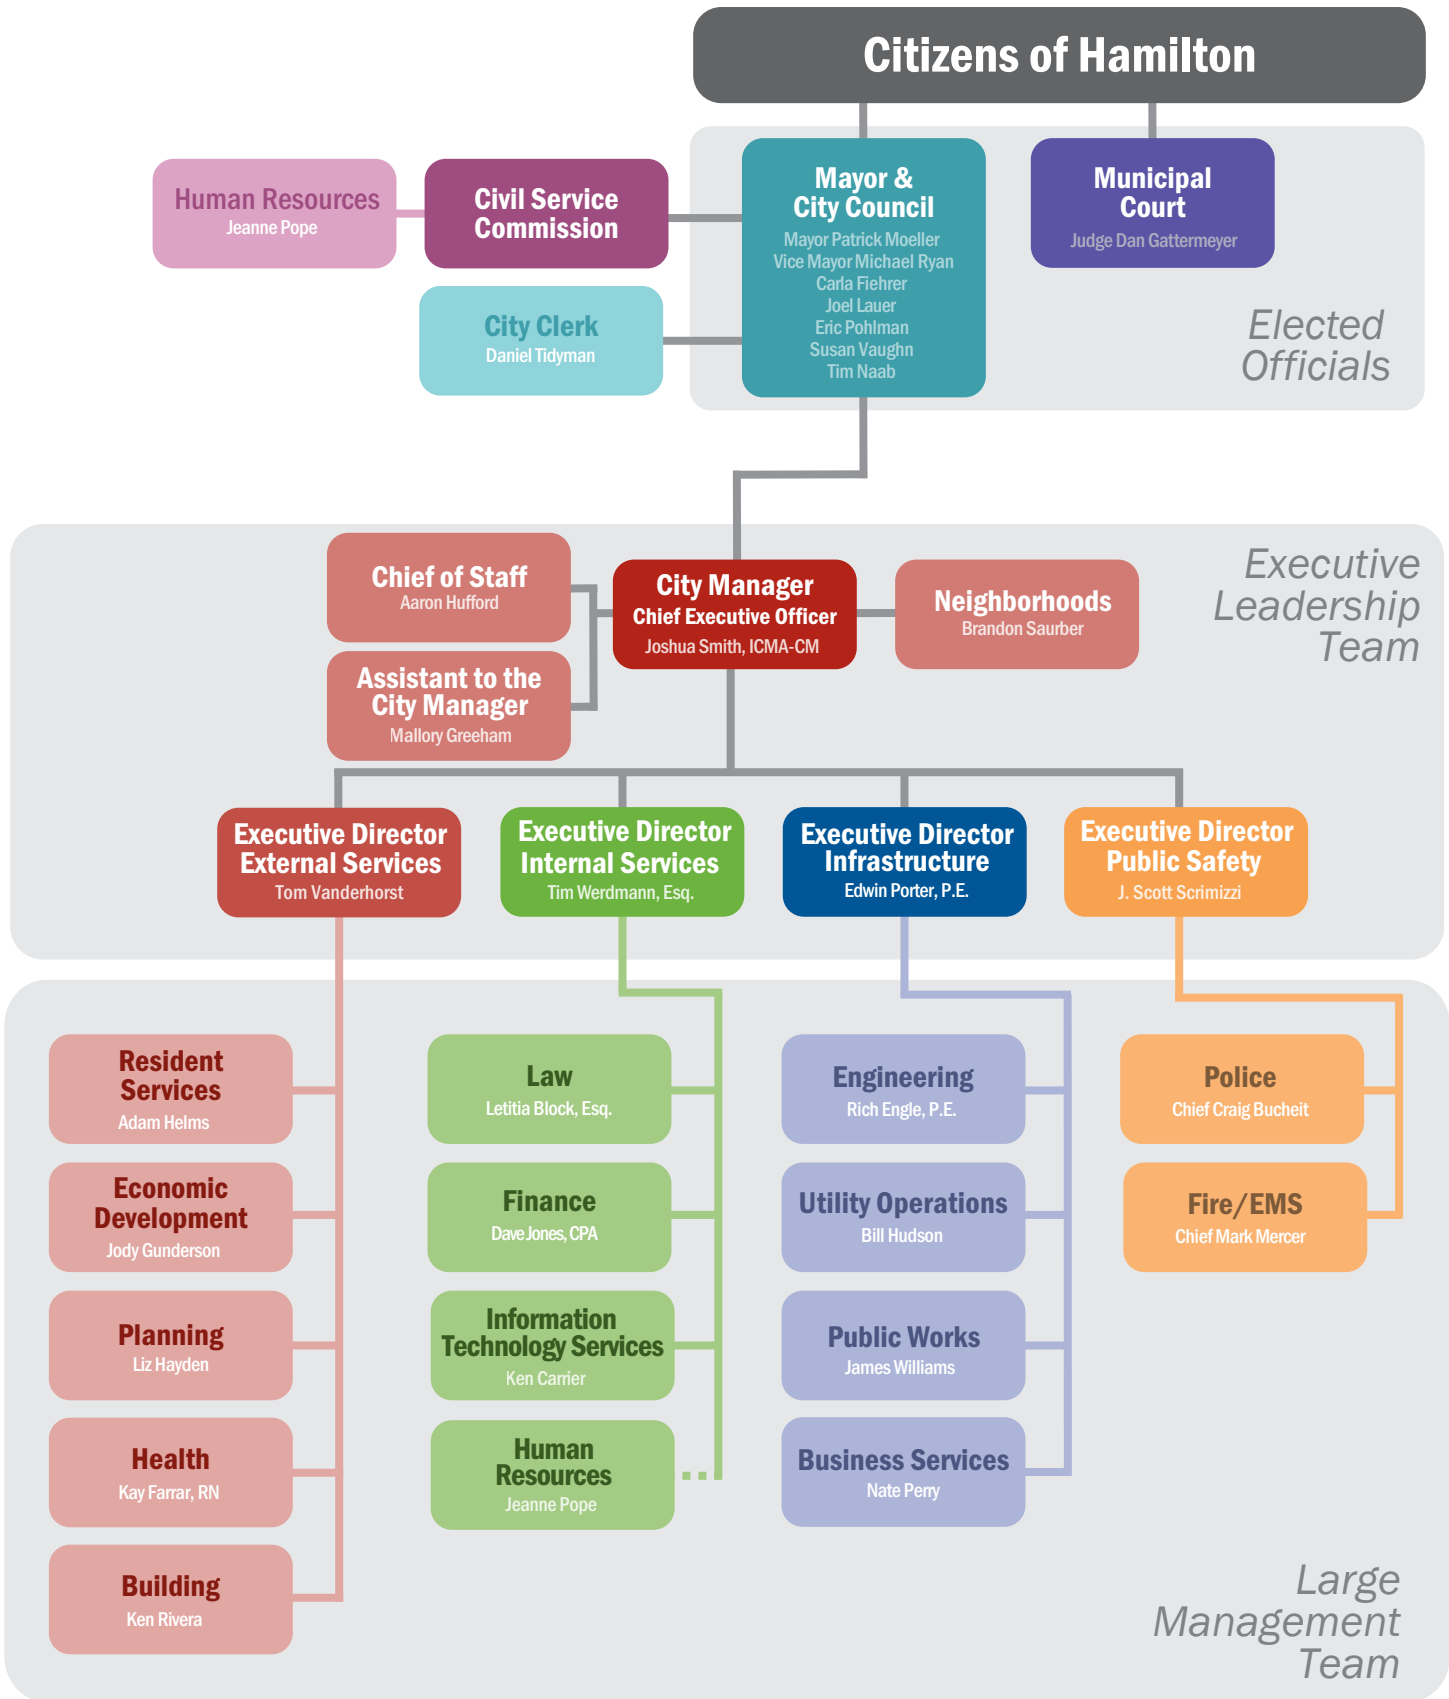 Citizens of Hamilton
Human Resources
Jeanne Pope
Civil Service
Commission
City Clerk
Daniel Tidyman
Mayor &
City Council
Mayor Patrick Moeller
Vice Mayor Michael Ryan
Carla Fiehrer
Joel Lauer
Eric Pohlman
Susan Vaughn
Tim Naab
Municipal
Court
Judge Dan Gattermeyer
Elected
Officials
Executive
Leadership
Team
Chief of Staff
Aaron Hufford
Assistant to the
City Manager
Mallory Greeham
City Manager
Chief Executive Officer
Joshua Smith, ICMA-CM
Neighborhoods
Brandon Saurber
Executive Director
External Services
Tom Vanderhorst
Executive Director
Internal Services
Tim Werdmann, Esq.
Executive Director
Infrastructure
Edwin Porter, P.E.
Executive Director
Public Safety
J. Scott Scrimizzi
Resident
Services
Adam Helms
Economic
Development
Jody Gunderson
Planning
Liz Hayden
Health
Kay Farrar, RN
Building
Ken Rivera
Law
Letitia Block, Esq.
Finance
Dave Jones, CPA
Information
Technology Services
Ken Carrier
Human
Resources
Jeanne Pope
Engineering
Rich Engle, P.E.
Utility Operations
Bill Hudson
Public Works
James Williams
Business Services
Nate Perry
Police
Chief Craig Bucheit
Fire/EMS
Chief Mark Mercer
Large
Management
Team